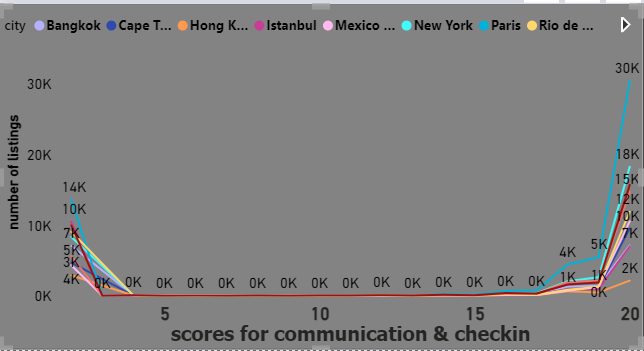 city Bangkok Cape T... Hong K... Istanbul Mexico ... New York Paris Rio de ...
number of listings
30K
20K
10K
0K
14K
10K
7K
5K
3K
4K
0K 0K 0K 0K 0K 0K 0K 0K 0K 0K 0K 0K 0K 0K 0K
4K
1K
5K
1K
0K
30K
18K
15K
12K
10K
7K
2K
5 10 15 20
scores for communication & checkin